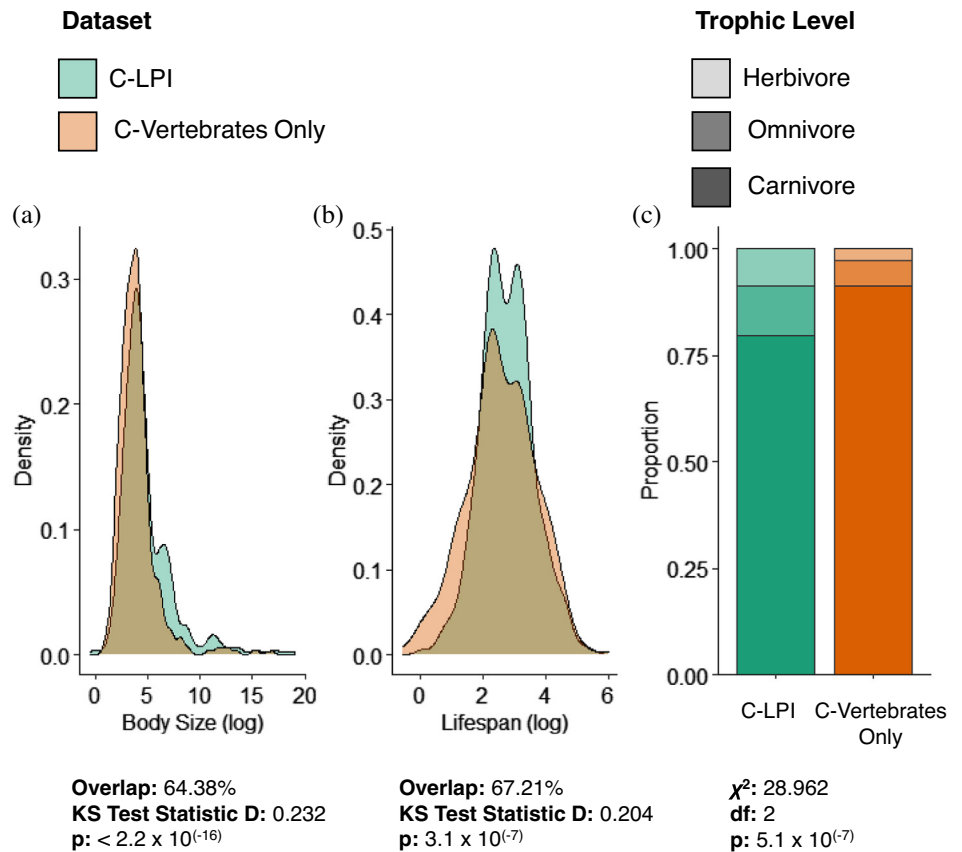 Dataset
C-LPI
C-Vertebrates Only
Trophic Level
Herbivore
Omnivore
Carnivore
(a)
Density
0.3
0.2
0.1
0.0
0
5
10
15
20
Body Size (log)
Overlap: 64.38%
KS Test Statistic D: 0.232
p: < 2.2 x 10(-16)
(b)
Density
0.5
0.4
0.3
0.2
0.1
0.0
0
2
4
6
Lifespan (log)
Overlap: 67.21%
KS Test Statistic D: 0.204
p: 3.1 x 10(-7)
(c)
Proportion
1.00
0.75
0.50
0.25
0.00
C-LPI
C-Vertebrates
Only
χ²: 28.962
df: 2
p: 5.1 x 10(-7)